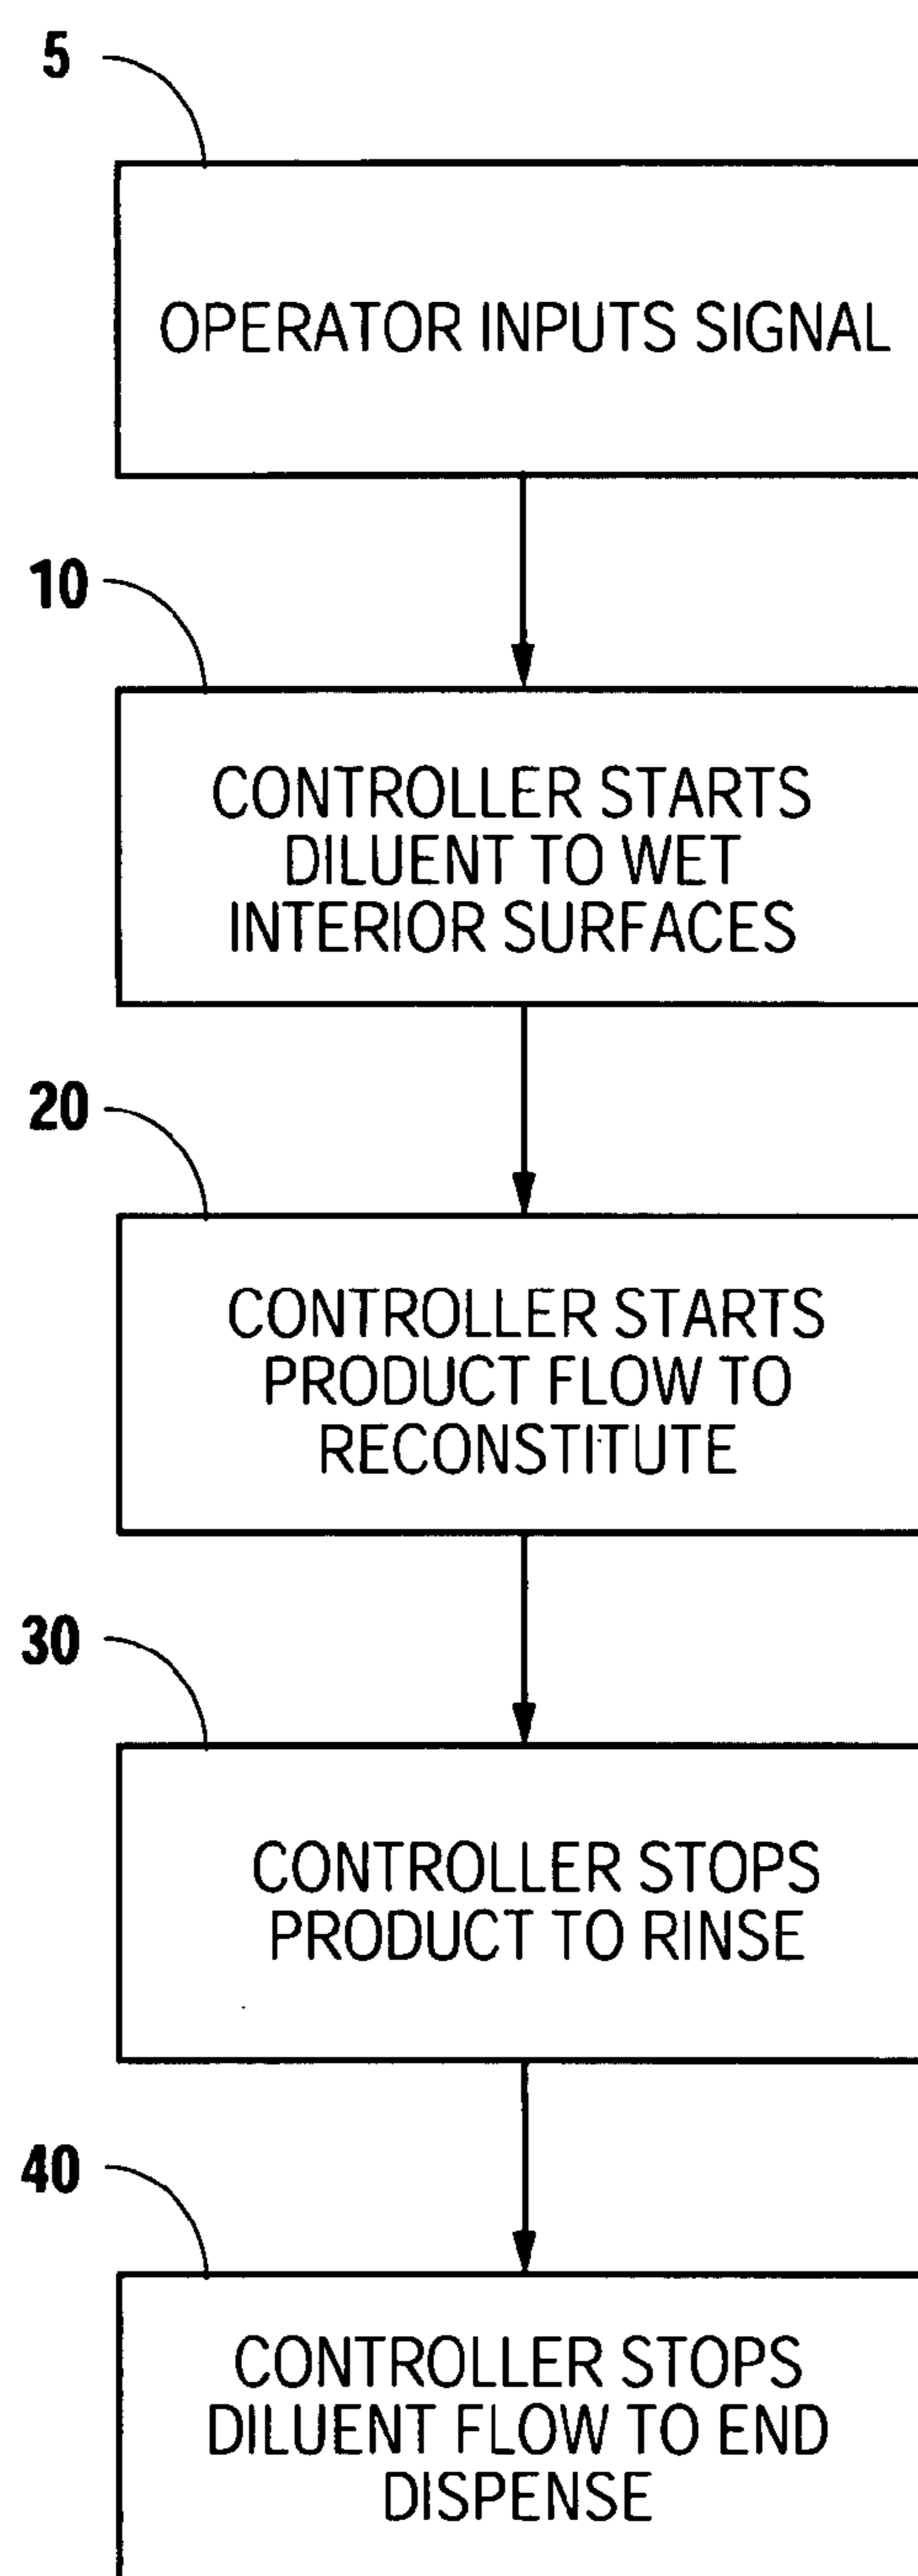 5
OPERATOR INPUTS SIGNAL
10
CONTROLLER STARTS
DILUENT TO WET
INTERIOR SURFACES
20
CONTROLLER STARTS
PRODUCT FLOW TO
RECONSTITUTE
30
CONTROLLER STOPS
PRODUCT TO RINSE
40
CONTROLLER STOPS
DILUENT FLOW TO END
DISPENSE